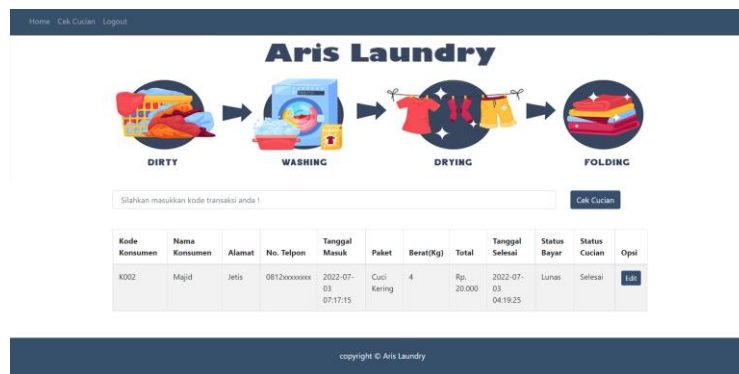 Home Cek Cucian Logout
Aris Laundry
DIRTY WASHING DRYING FOLDING
Silahkan masukkan kode transaksi anda ! Cek Cucian
Kode Nama Tanggal Tanggal Status Status
Konsumen Konsumen Alamat No. Telpon Masuk Paket Berat(Kg) Total Selesai Bayar Cucian Opsi
K002 Majid Jetis 0812xxxxxxxx 2022-07- Cuci 4 Rp. 2022-07- Lunas Selesai Edit
03 Kering 20.000 03
07:17:15 04:19:25
copyright © Aris Laundry